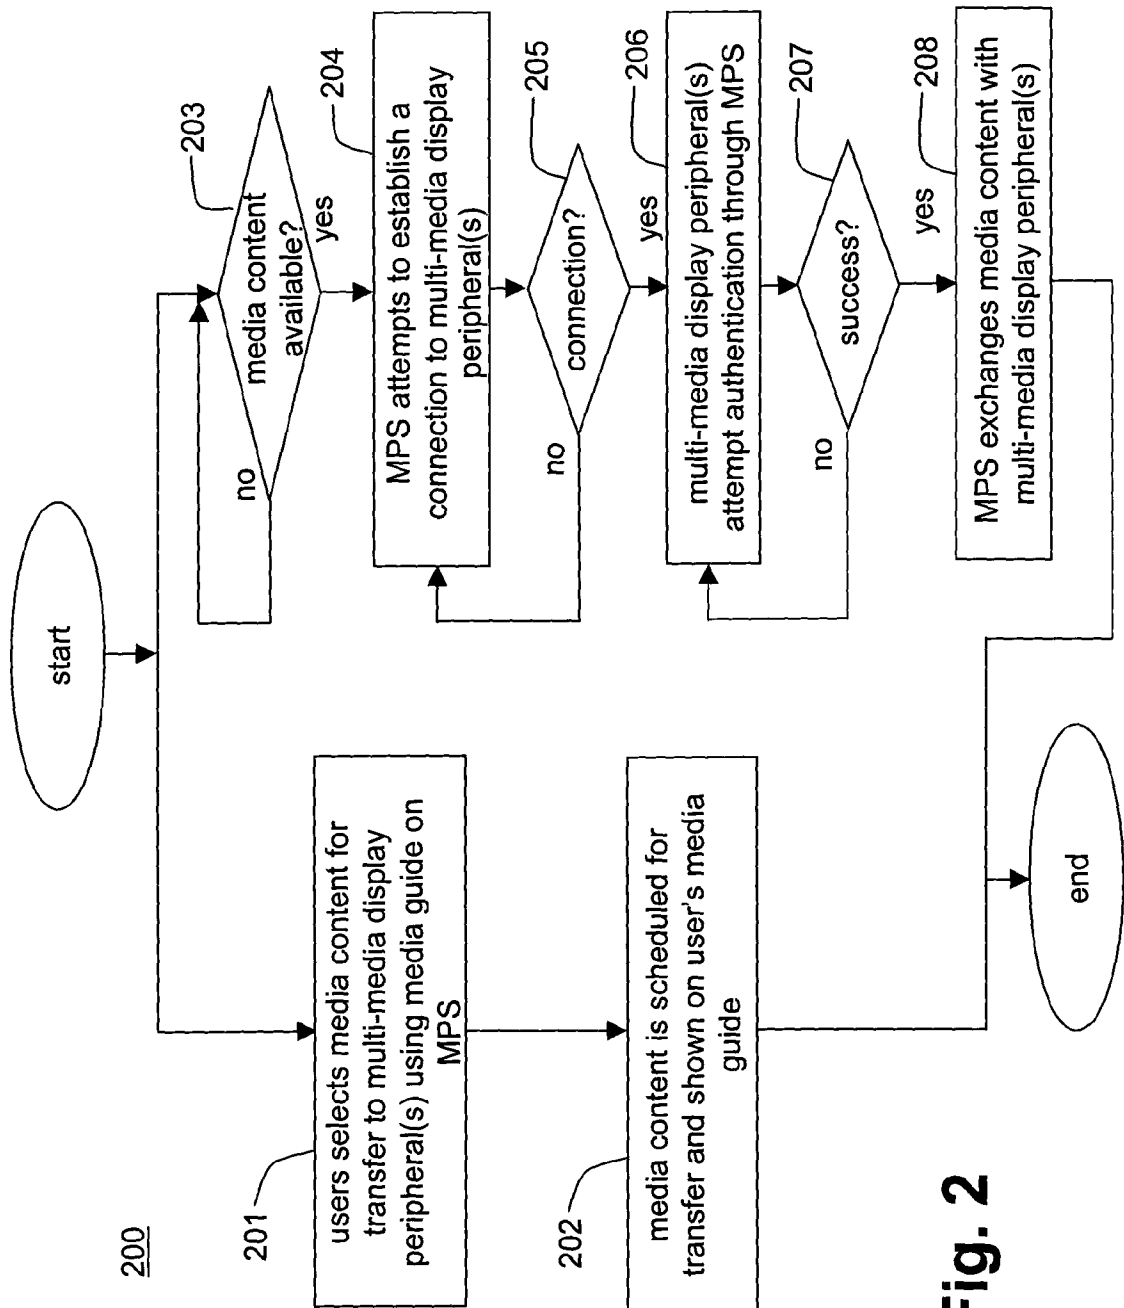 200
start
201
users selects media content for
transfer to multi-media display
peripheral(s) using media guide on
MPS
202
media content is scheduled for
transfer and shown on user's media
guide
203
media content
available?
no
yes
204
MPS attempts to establish a
connection to multi-media display
peripheral(s)
205
connection?
no
yes
206
multi-media display peripheral(s)
attempt authentication through MPS
207
success?
no
yes
208
MPS exchanges media content with
multi-media display peripheral(s)
end
Fig. 2